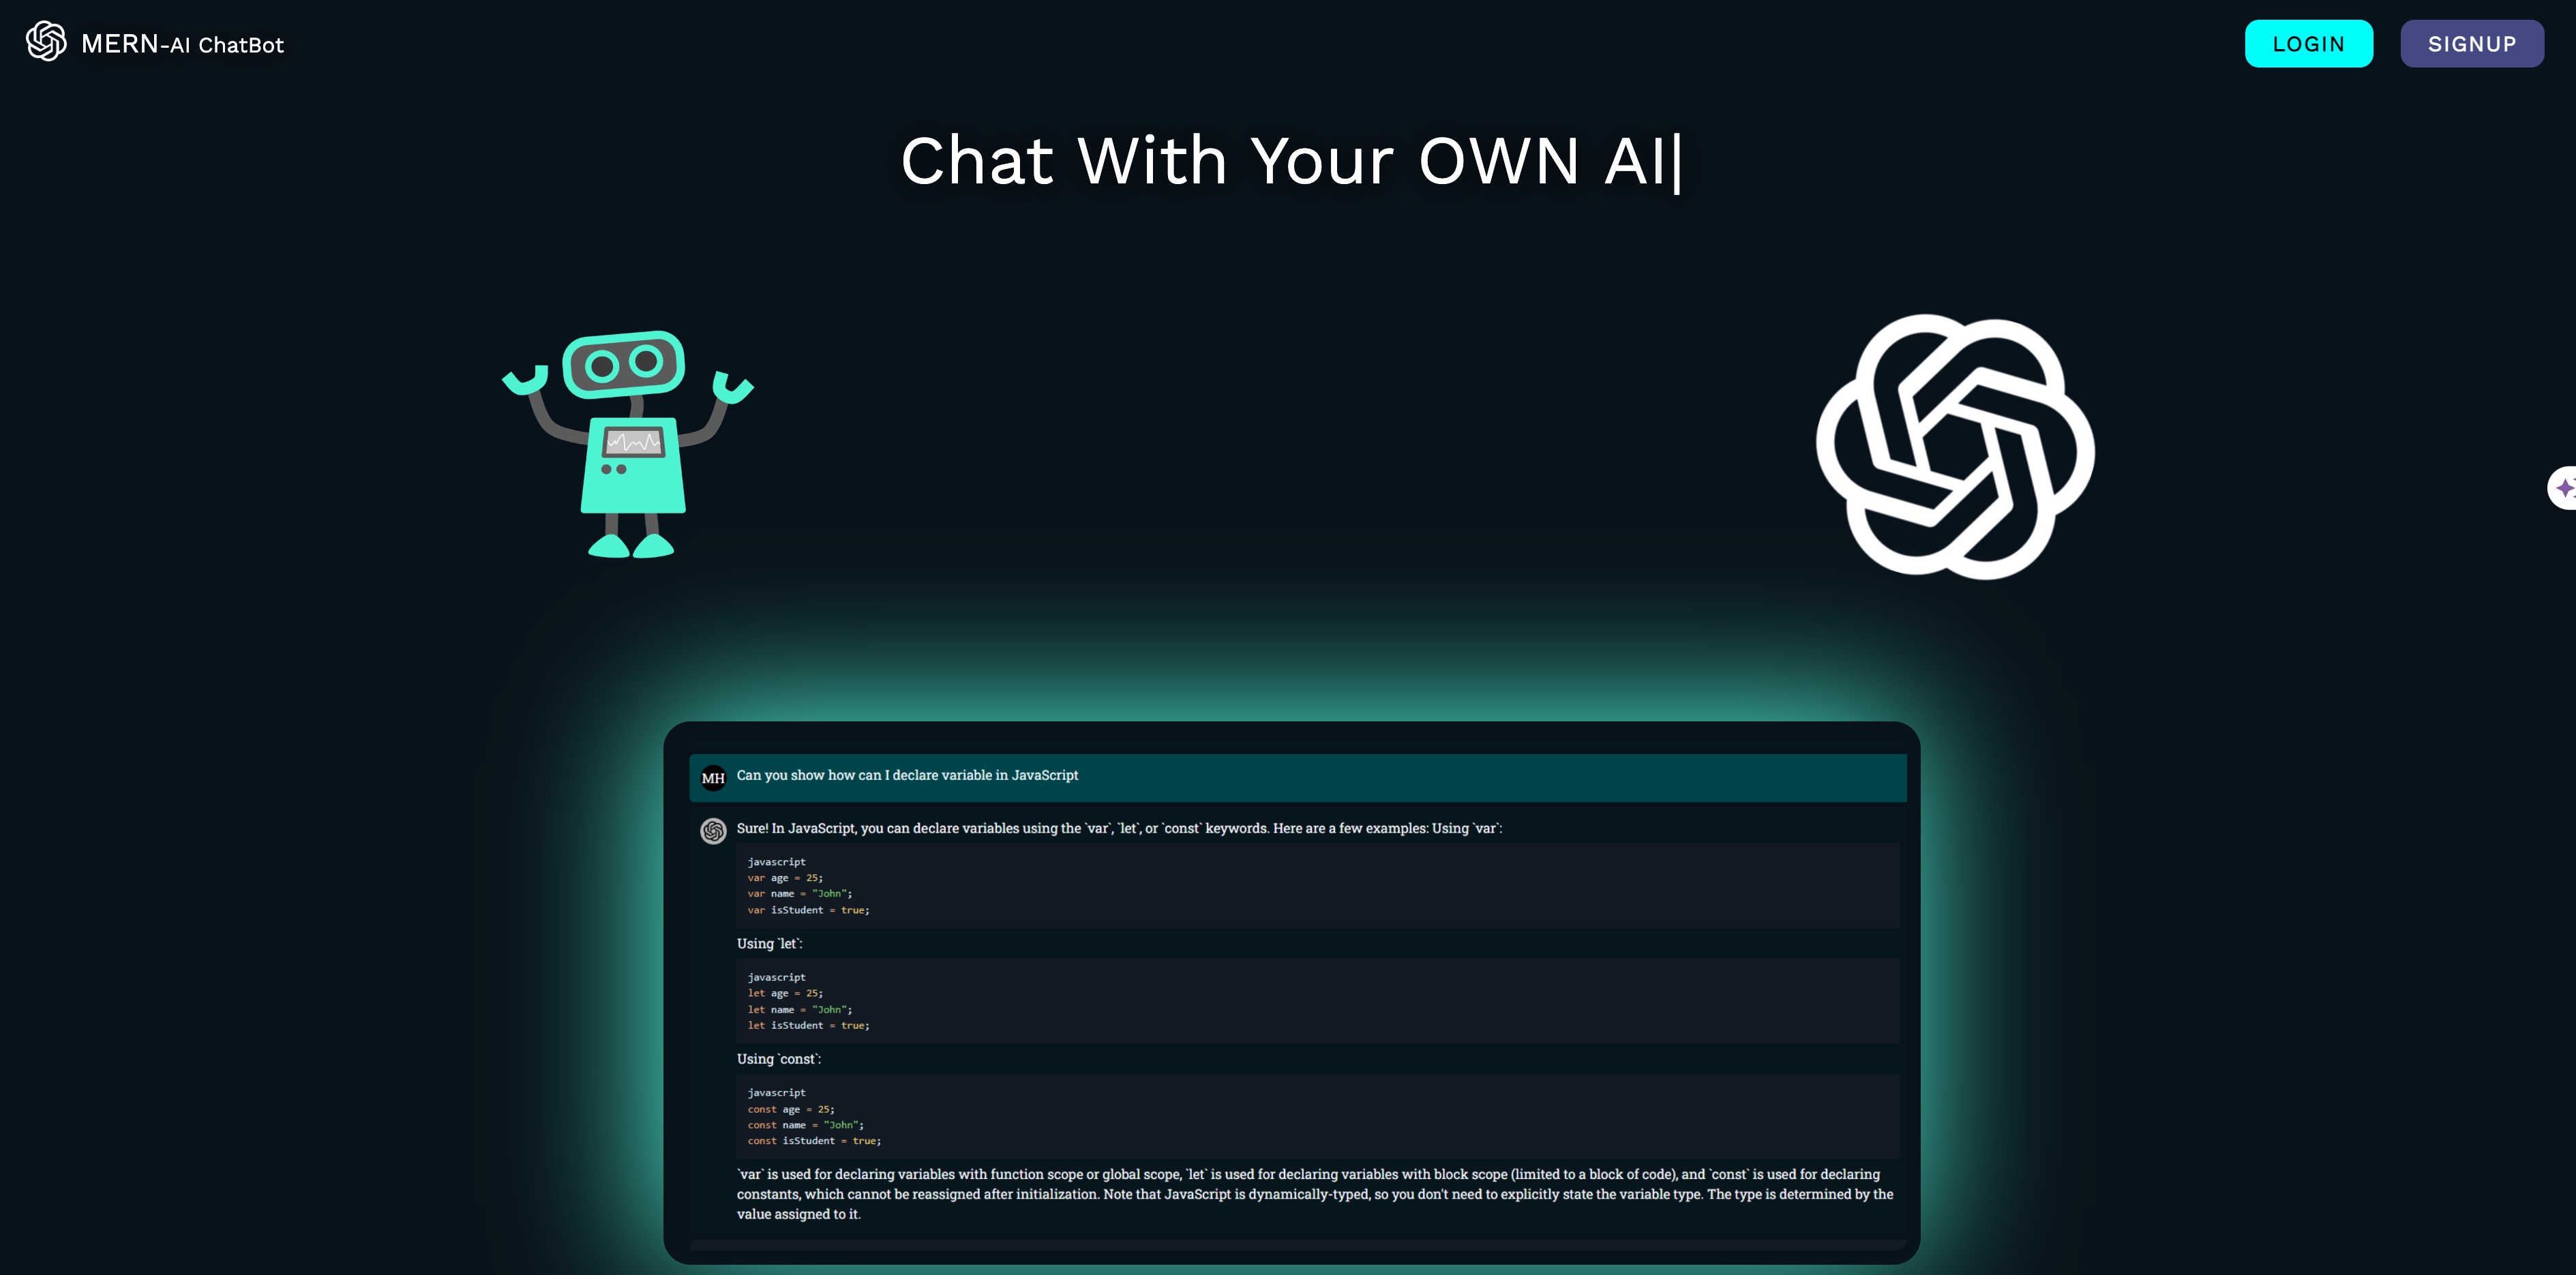 MERN-AI ChatBot
LOGIN
SIGNUP
Chat With Your OWN AI|
MH
Can you show how can I declare variable in JavaScript
Sure! In JavaScript, you can declare variables using the `var`, `let`, or `const` keywords. Here are a few examples: Using `var`:
javascript
var age = 25;
var name = "John";
var isStudent = true;
Using `let`:
javascript
let age = 25;
let name = "John";
let isStudent = true;
Using `const`:
javascript
const age = 25;
const name = "John";
const isStudent = true;
`var` is used for declaring variables with function scope or global scope, `let` is used for declaring variables with block scope (limited to a block of code), and `const` is used for declaring
constants, which cannot be reassigned after initialization. Note that JavaScript is dynamically-typed, so you don't need to explicitly state the variable type. The type is determined by the
value assigned to it.